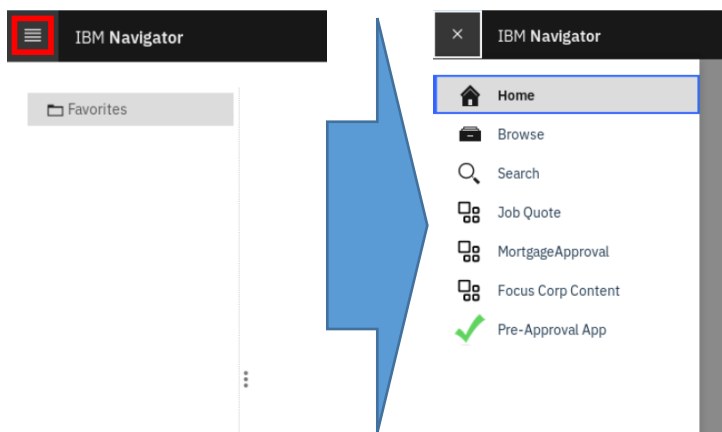 IBM Navigator
Favorites
IBM Navigator
Home
Browse
Search
Job Quote
MortgageApproval
Focus Corp Content
Pre-Approval App